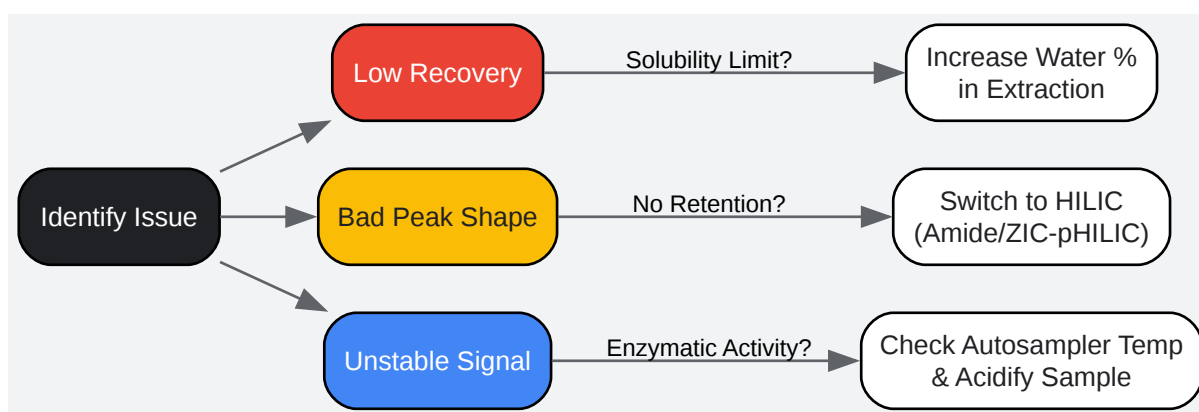 Identify Issue
Low Recovery
Solubility Limit?
Increase Water %
in Extraction
Bad Peak Shape
No Retention?
Switch to HILIC
(Amide/ZIC-pHILIC)
Unstable Signal
Enzymatic Activity?
Check Autosampler Temp
& Acidify Sample